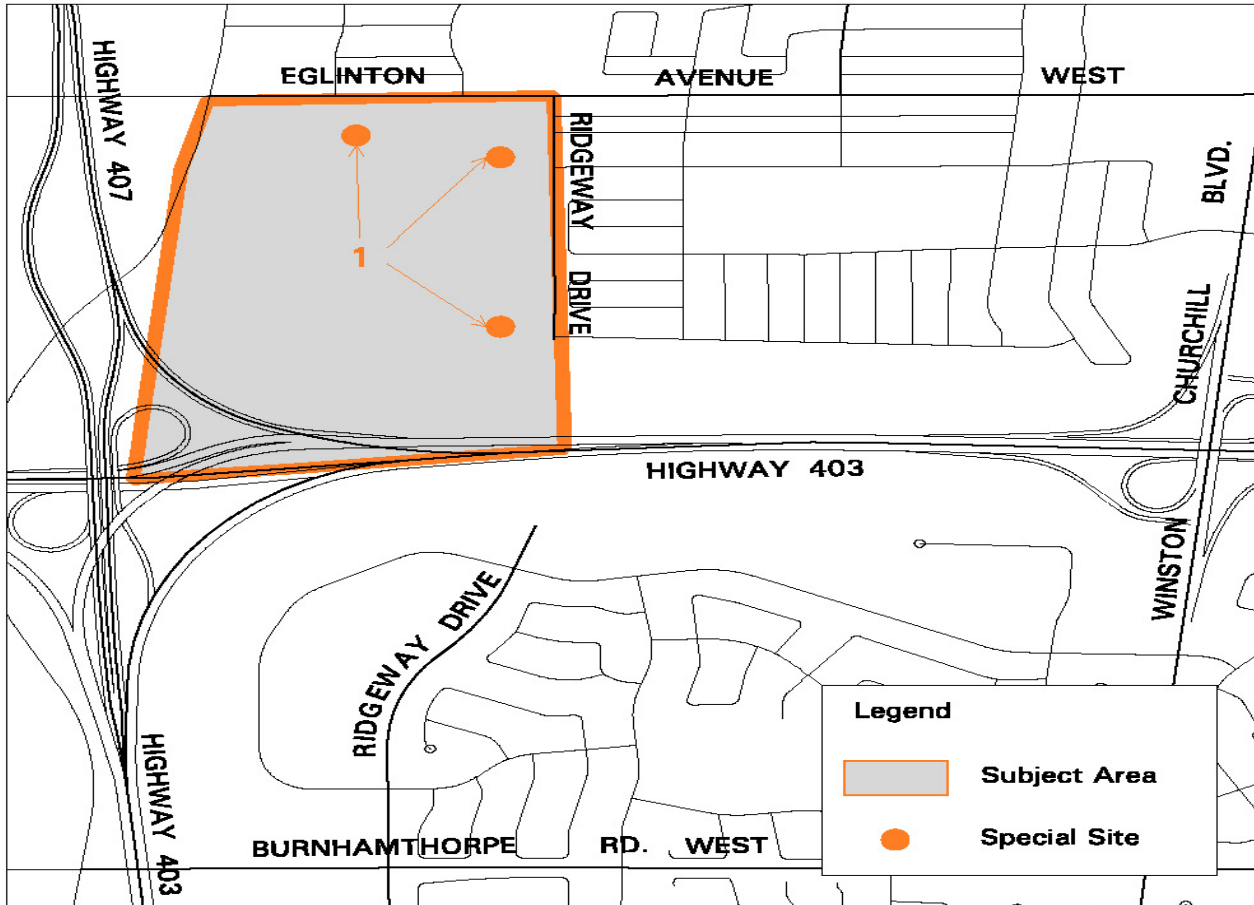 EGLINTON AVENUE WEST
HIGHWAY 407
RIDGEWAY DRIVE
1
WINSTON CHURCHILL BLVD.
HIGHWAY 403
RIDGEWAY DRIVE
HIGHWAY 403
BURNHAMTHORPE RD. WEST
Legend
Subject Area
Special Site